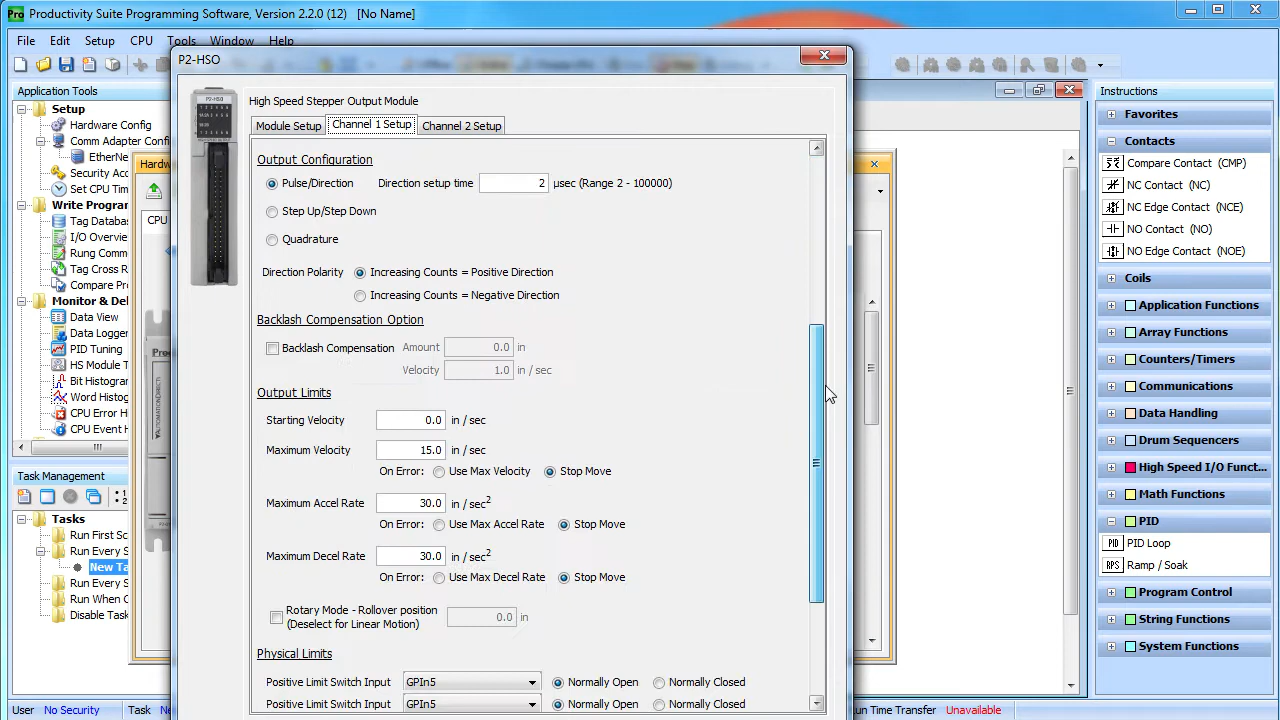 Pro Productivity Suite Programming Software, Version 2.2.0 (12) [No Name]
File Edit Setup CPU Tools Window Help
Application Tools
Setup
Hardware Config
Comm Adapter Confi
EtherNe
Security Acc
Set CPU Tim
Write Progra
Tag Databas
I/O Overvie
Rung Comm
Tag Cross R
Compare Pr
Monitor & De
Data View
Data Logger
PID Tuning
HS Module T
Bit Histogra
Word Histog
CPU Error H
CPU Event H
Task Management
Tasks
Run First Sc
Run Every S
New Ta
Run Every S
Run When C
Disable Task
Hardw
CPU
P2-HSO
High Speed Stepper Output Module
Module Setup Channel 1 Setup Channel 2 Setup
Output Configuration
Pulse/Direction Direction setup time 2 μsec (Range 2 - 100000)
Step Up/Step Down
Quadrature
Direction Polarity Increasing Counts = Positive Direction
Increasing Counts = Negative Direction
Backlash Compensation Option
Backlash Compensation Amount 0.0 in
Velocity 1.0 in / sec
Output Limits
Starting Velocity 0.0 in / sec
Maximum Velocity 15.0 in / sec
On Error: Use Max Velocity Stop Move
Maximum Accel Rate 30.0 in / sec2
On Error: Use Max Accel Rate Stop Move
Maximum Decel Rate 30.0 in / sec2
On Error: Use Max Decel Rate Stop Move
Rotary Mode - Rollover position 0.0 in
(Deselect for Linear Motion)
Physical Limits
Positive Limit Switch Input GPIn5 Normally Open Normally Closed
Positive Limit Switch Input GPIn5 Normally Open Normally Closed
Instructions
Favorites
Contacts
Compare Contact (CMP)
NC Contact (NC)
NC Edge Contact (NCE)
NO Contact (NO)
NO Edge Contact (NOE)
Coils
Application Functions
Array Functions
Counters/Timers
Communications
Data Handling
Drum Sequencers
High Speed I/O Funct...
Math Functions
PID
PID PID Loop
RPS Ramp / Soak
Program Control
String Functions
System Functions
User No Security Task Ne
un Time Transfer Unavailable